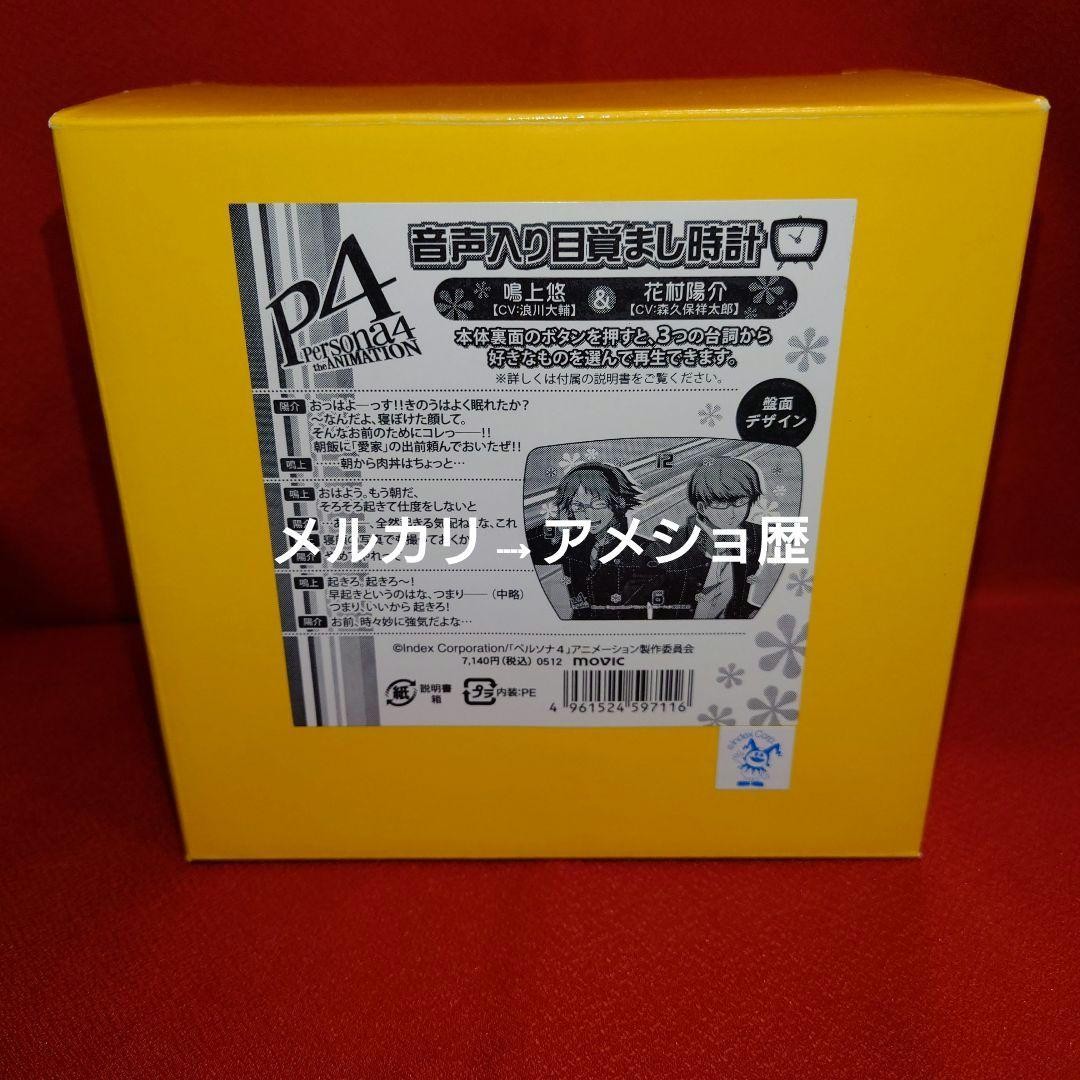 音声入り目覚まし時計
P4
Persona4
the ANIMATION
鳴上悠 & 花村陽介
【CV:浪川大輔】 【CV:森久保祥太郎】
本体裏面のボタンを押すと、3つの台詞から
好きなものを選んで再生できます。
※詳しくは付属の説明書をご覧ください。
盤面
デザイン
陽介 おっはよーっす!!きのうはよく眠れたか?
〜なんだよ、寝ぼけた顔して。
そんなお前のためにコレっ――!!
朝飯に「愛家」の出前頼んでおいたぜ!!
鳴上 ……朝から肉丼はちょっと…
鳴上 おはよう。もう朝だ、
そろそろ起きて仕度をしないと
メルカリ→アメショ歴
鳴上 起きろ。起きろ〜!
早起きというのはな、つまり――(中略)
つまり、いいから 起きろ!
陽介 お前、時々妙に強気だよな…
12
6
©Index Corporation/「ペルソナ4」アニメーション製作委員会
7,140円(税込) 0512 movic
紙 説明書
箱
プラ 内装:PE
4 961524 597116
©Index Corp